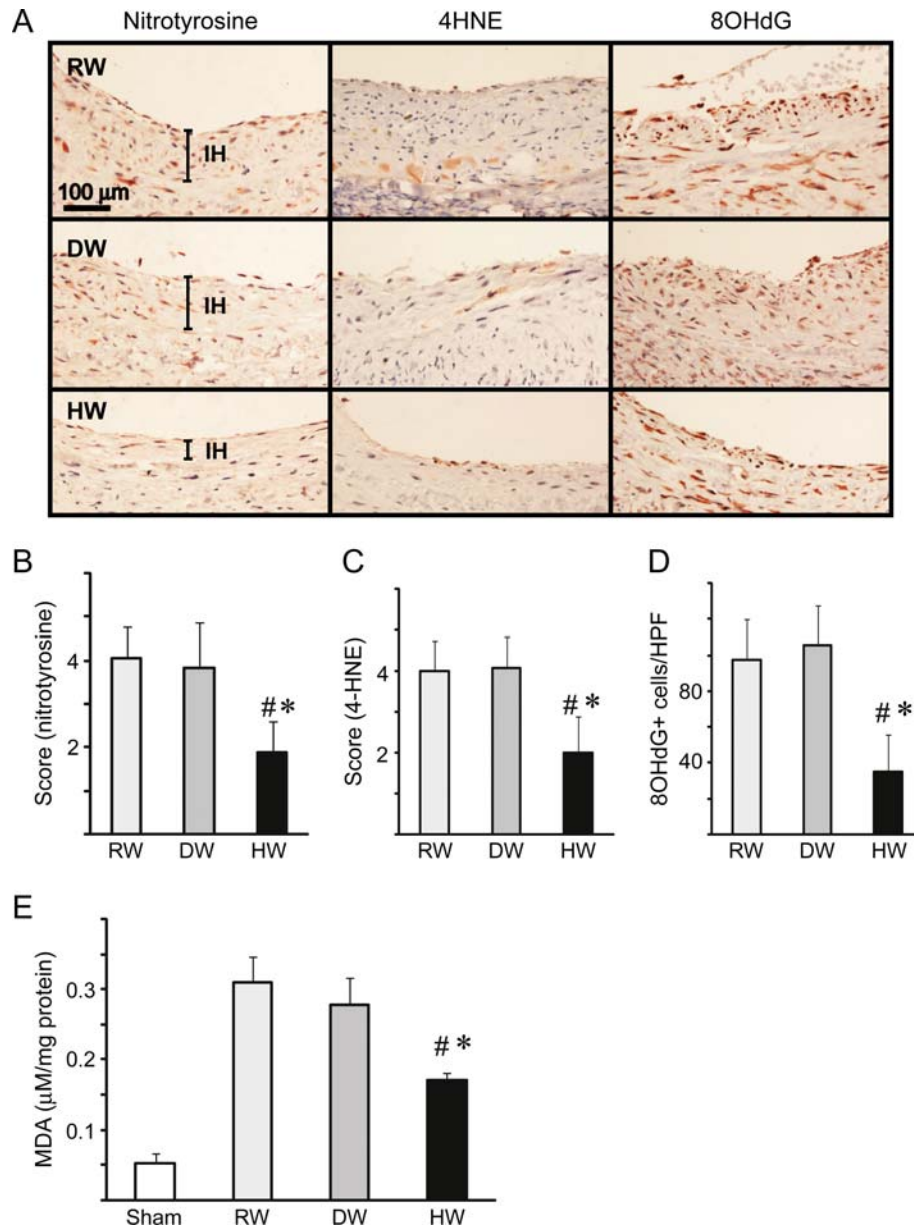 A
Nitrotyrosine 4HNE 8OHdG
RW
IH
100 μm
DW
IH
HW
IH
B
Score (nitrotyrosine)
4
2
#*
RW DW HW
C
Score (4-HNE)
4
2
#*
RW DW HW
D
8OHdG+ cells/HPF
80
40
#*
RW DW HW
E
MDA (μM/mg protein)
0.3
0.2
0.1
#*
Sham RW DW HW